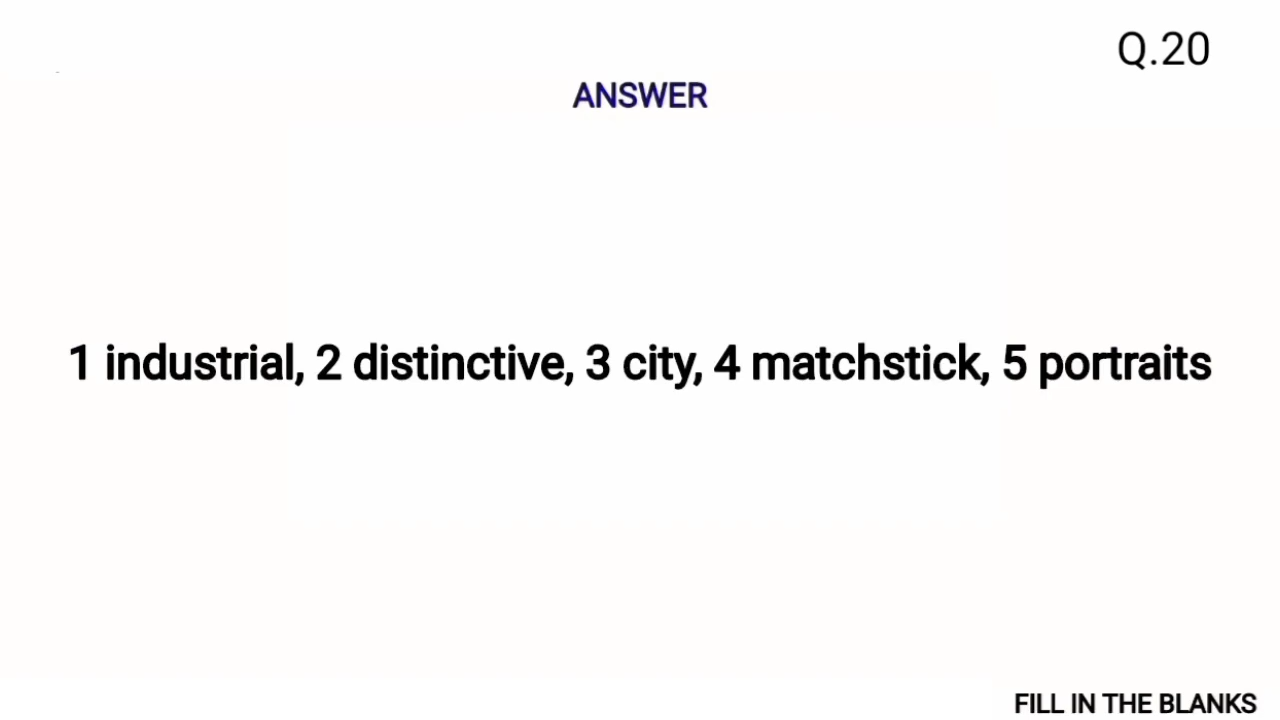 Q.20
ANSWER
1 industrial, 2 distinctive, 3 city, 4 matchstick, 5 portraits
FILL IN THE BLANKS